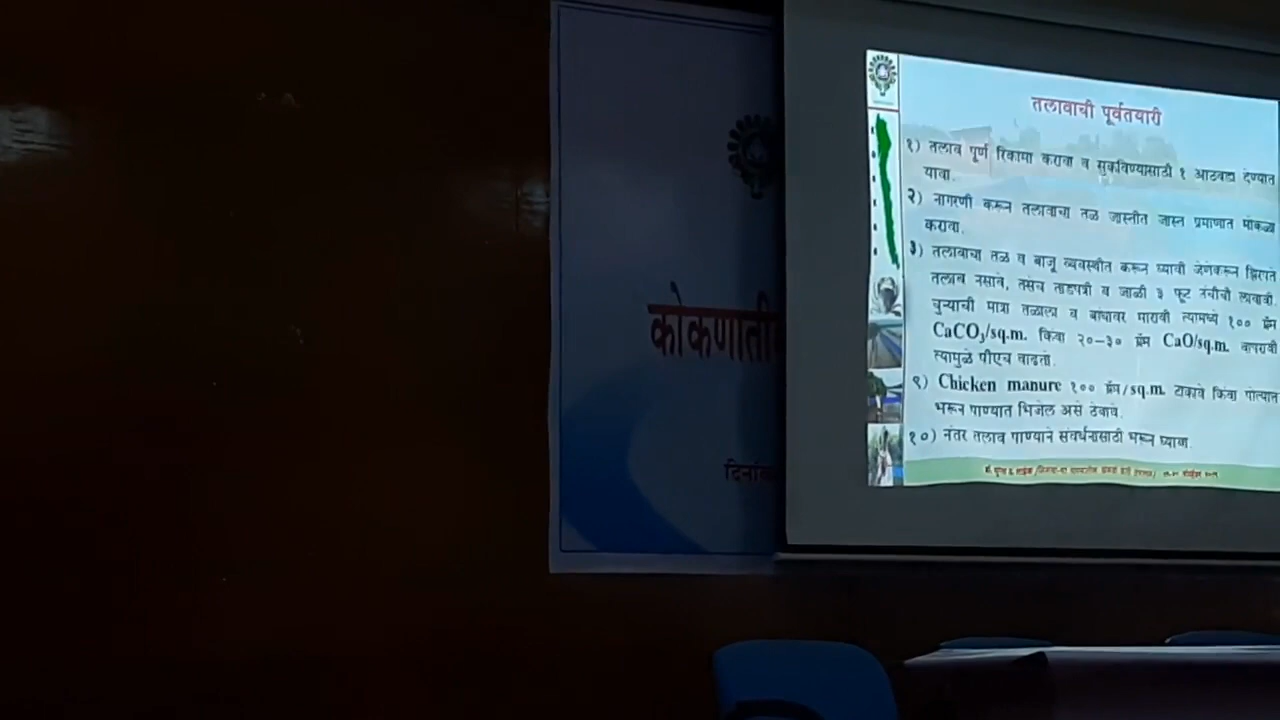 तलावाची पूर्वतयारी
१) तलाव पूर्ण रिकामा करावा व सुकविण्यासाठी १ आठवडा देण्यात
यावा.
२) नागरणी करून तलावाचा तळ जास्तीत जास्त प्रमाणात मोकळा
करावा.
३) तलावाचा तळ व बाजू व्यवस्थीत करून घ्यावी जेणेकरून झिरपते
तलाव नसावे, तसेच ताडपत्री व जाळी ३ फूट उंचीची लावावी.
चुन्याची मात्रा तळाला व बांधावर मारावी त्यामध्ये १०० ग्रॅम
CaCO₃/sq.m. किंवा २०-३० ग्रॅम CaO/sq.m. वापरावी
त्यामुळे पीएच वाढतो.
९) Chicken manure १०० ग्रॅम/sq.m. टाकावे किंवा पोत्यात
भरून पाण्यात भिजेल असे ठेवावे.
१०) नंतर तलाव पाण्याने संवर्धनासाठी भरून घ्यावा.
कोकणाती
दिनांक